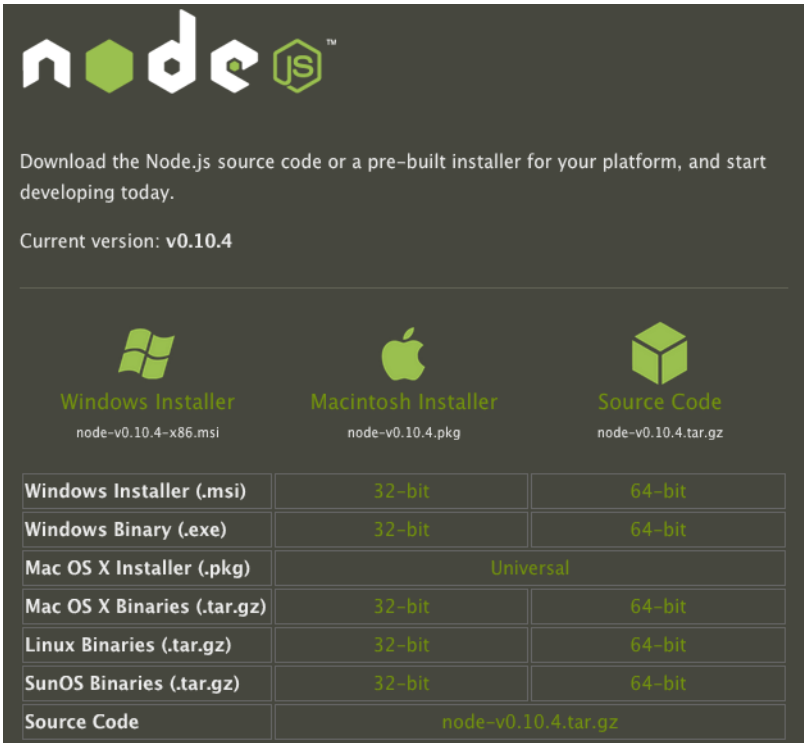 node JS ™
Download the Node.js source code or a pre-built installer for your platform, and start
developing today.
Current version: v0.10.4
Windows Installer Macintosh Installer Source Code
node-v0.10.4-x86.msi node-v0.10.4.pkg node-v0.10.4.tar.gz
Windows Installer (.msi) 32-bit 64-bit
Windows Binary (.exe) 32-bit 64-bit
Mac OS X Installer (.pkg) Universal
Mac OS X Binaries (.tar.gz) 32-bit 64-bit
Linux Binaries (.tar.gz) 32-bit 64-bit
SunOS Binaries (.tar.gz) 32-bit 64-bit
Source Code node-v0.10.4.tar.gz